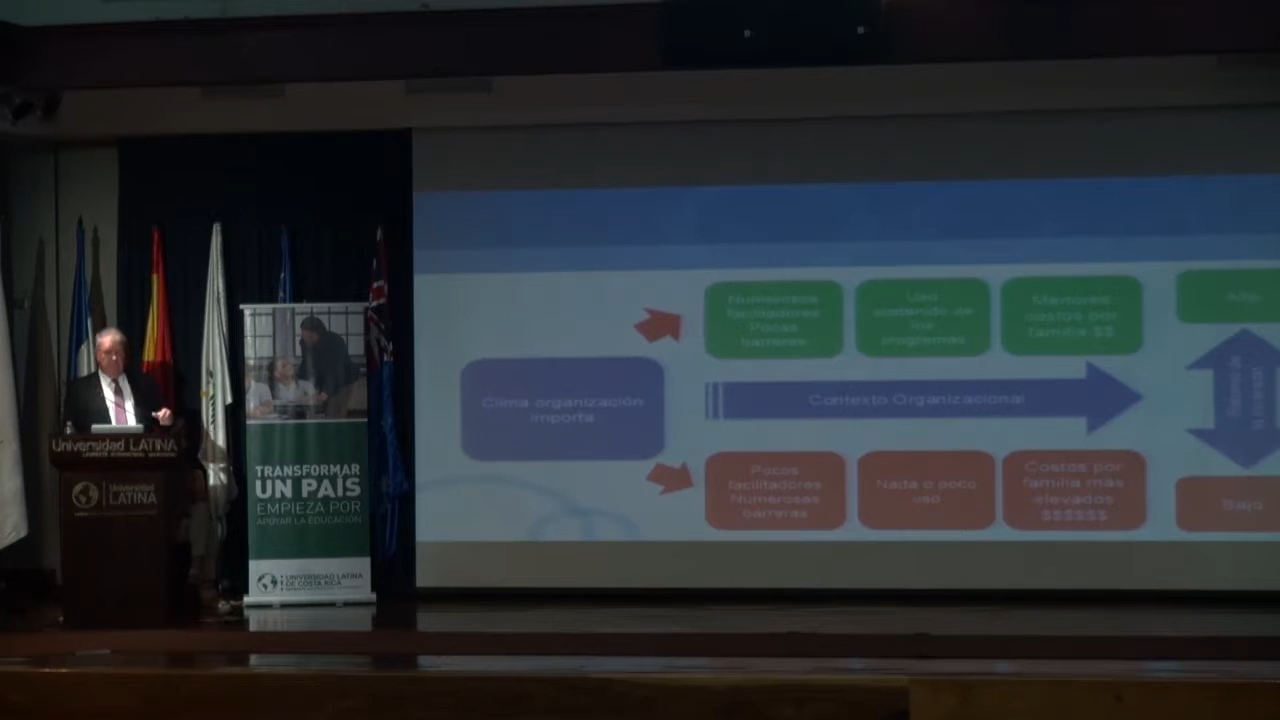 Universidad LATINA
Universidad
LATINA
TRANSFORMAR
UN PAÍS
EMPIEZA POR
APOYAR LA EDUCACIÓN
UNIVERSIDAD LATINA
DE COSTA RICA
Clima organización
importa
Numerosos
facilitadores
Pocas
barreras
Uso
sostenido de
los
programas
Menores
costos por
familia $$
Alto
Contexto Organizacional
Pocos
facilitadores
Numerosas
barreras
Nada o poco
uso
Costos por
familia más
elevados
$$$$$$
Bajo